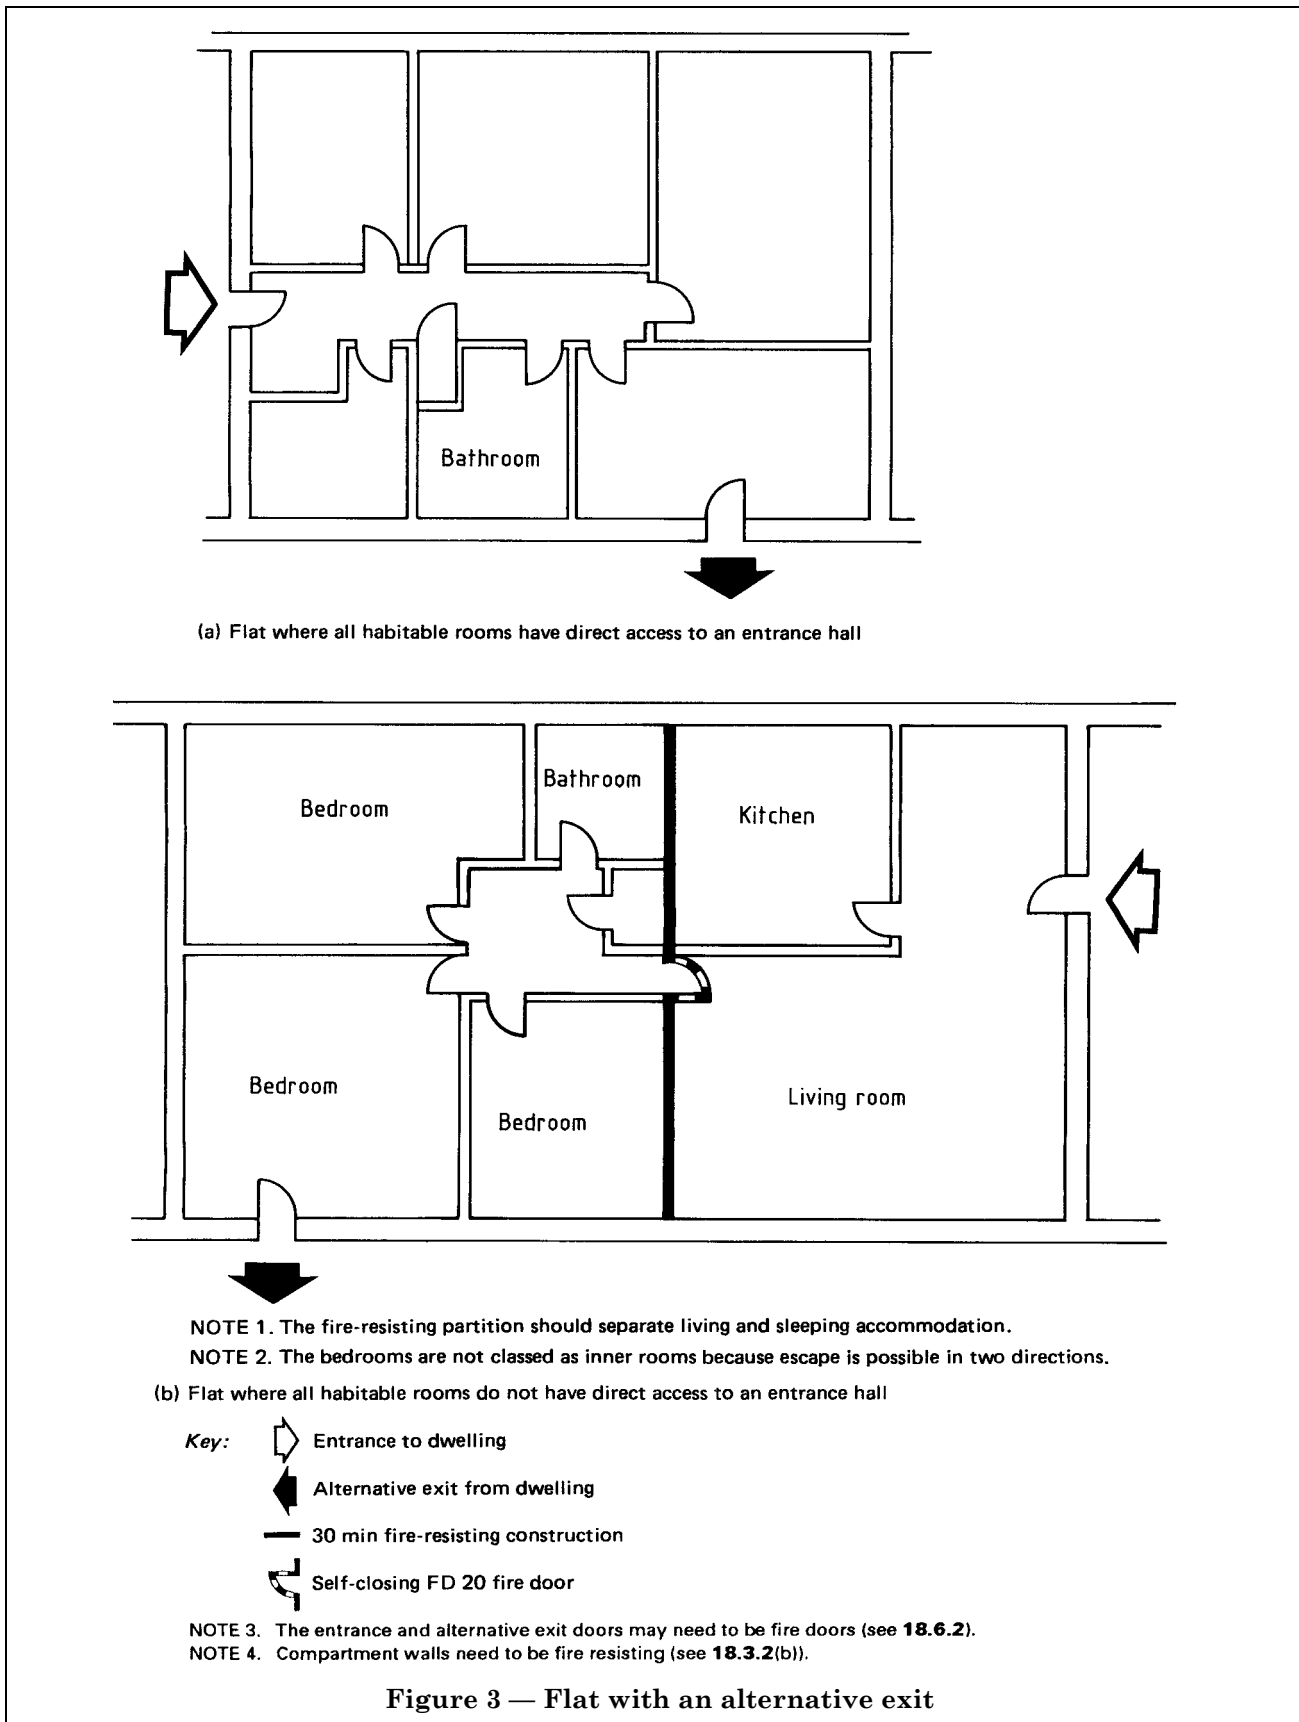 Bathroom
(a) Flat where all habitable rooms have direct access to an entrance hall
Bathroom
Bedroom
Kitchen
Bedroom
Living room
Bedroom
NOTE 1. The fire-resisting partition should separate living and sleeping accommodation.
NOTE 2. The bedrooms are not classed as inner rooms because escape is possible in two directions.
(b) Flat where all habitable rooms do not have direct access to an entrance hall
Key:
Entrance to dwelling
Alternative exit from dwelling
30 min fire-resisting construction
Self-closing FD 20 fire door
NOTE 3. The entrance and alternative exit doors may need to be fire doors (see 18.6.2).
NOTE 4. Compartment walls need to be fire resisting (see 18.3.2(b)).
Figure 3 — Flat with an alternative exit